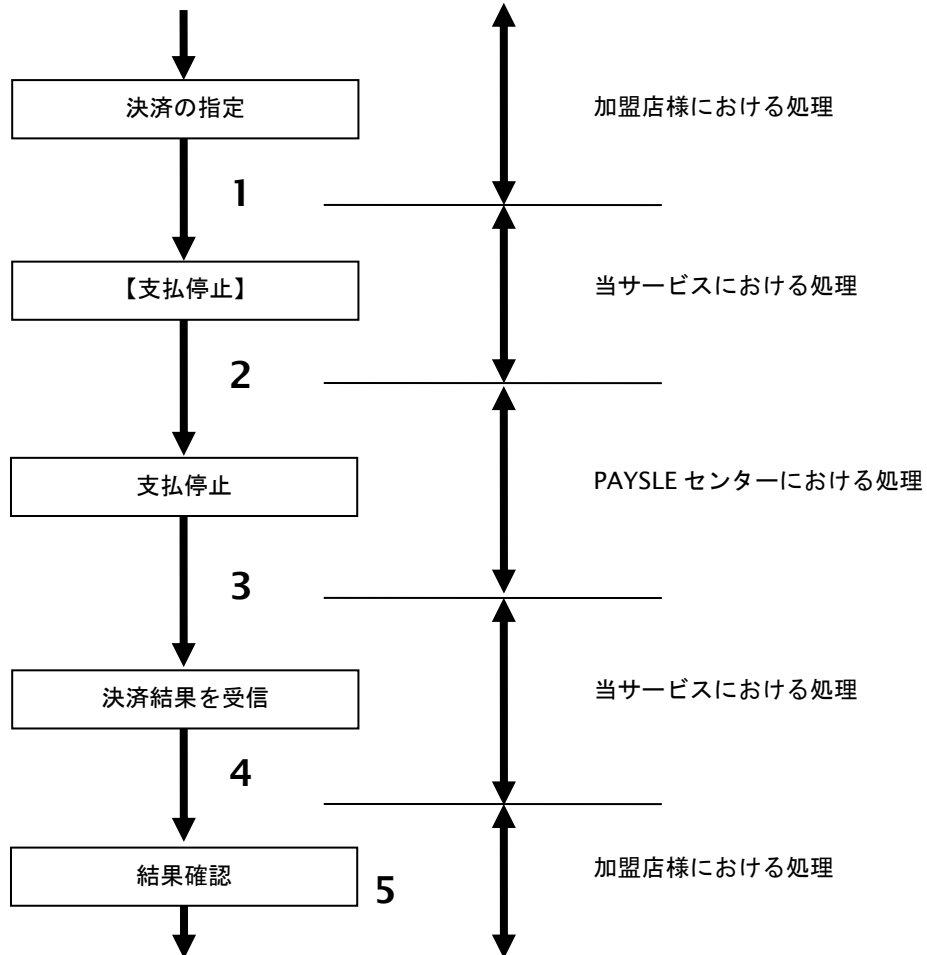 決済の指定
加盟店様における処理
1
【支払停止】
当サービスにおける処理
2
支払停止
PAYSLE センターにおける処理
3
決済結果を受信
当サービスにおける処理
4
結果確認
加盟店様における処理
5